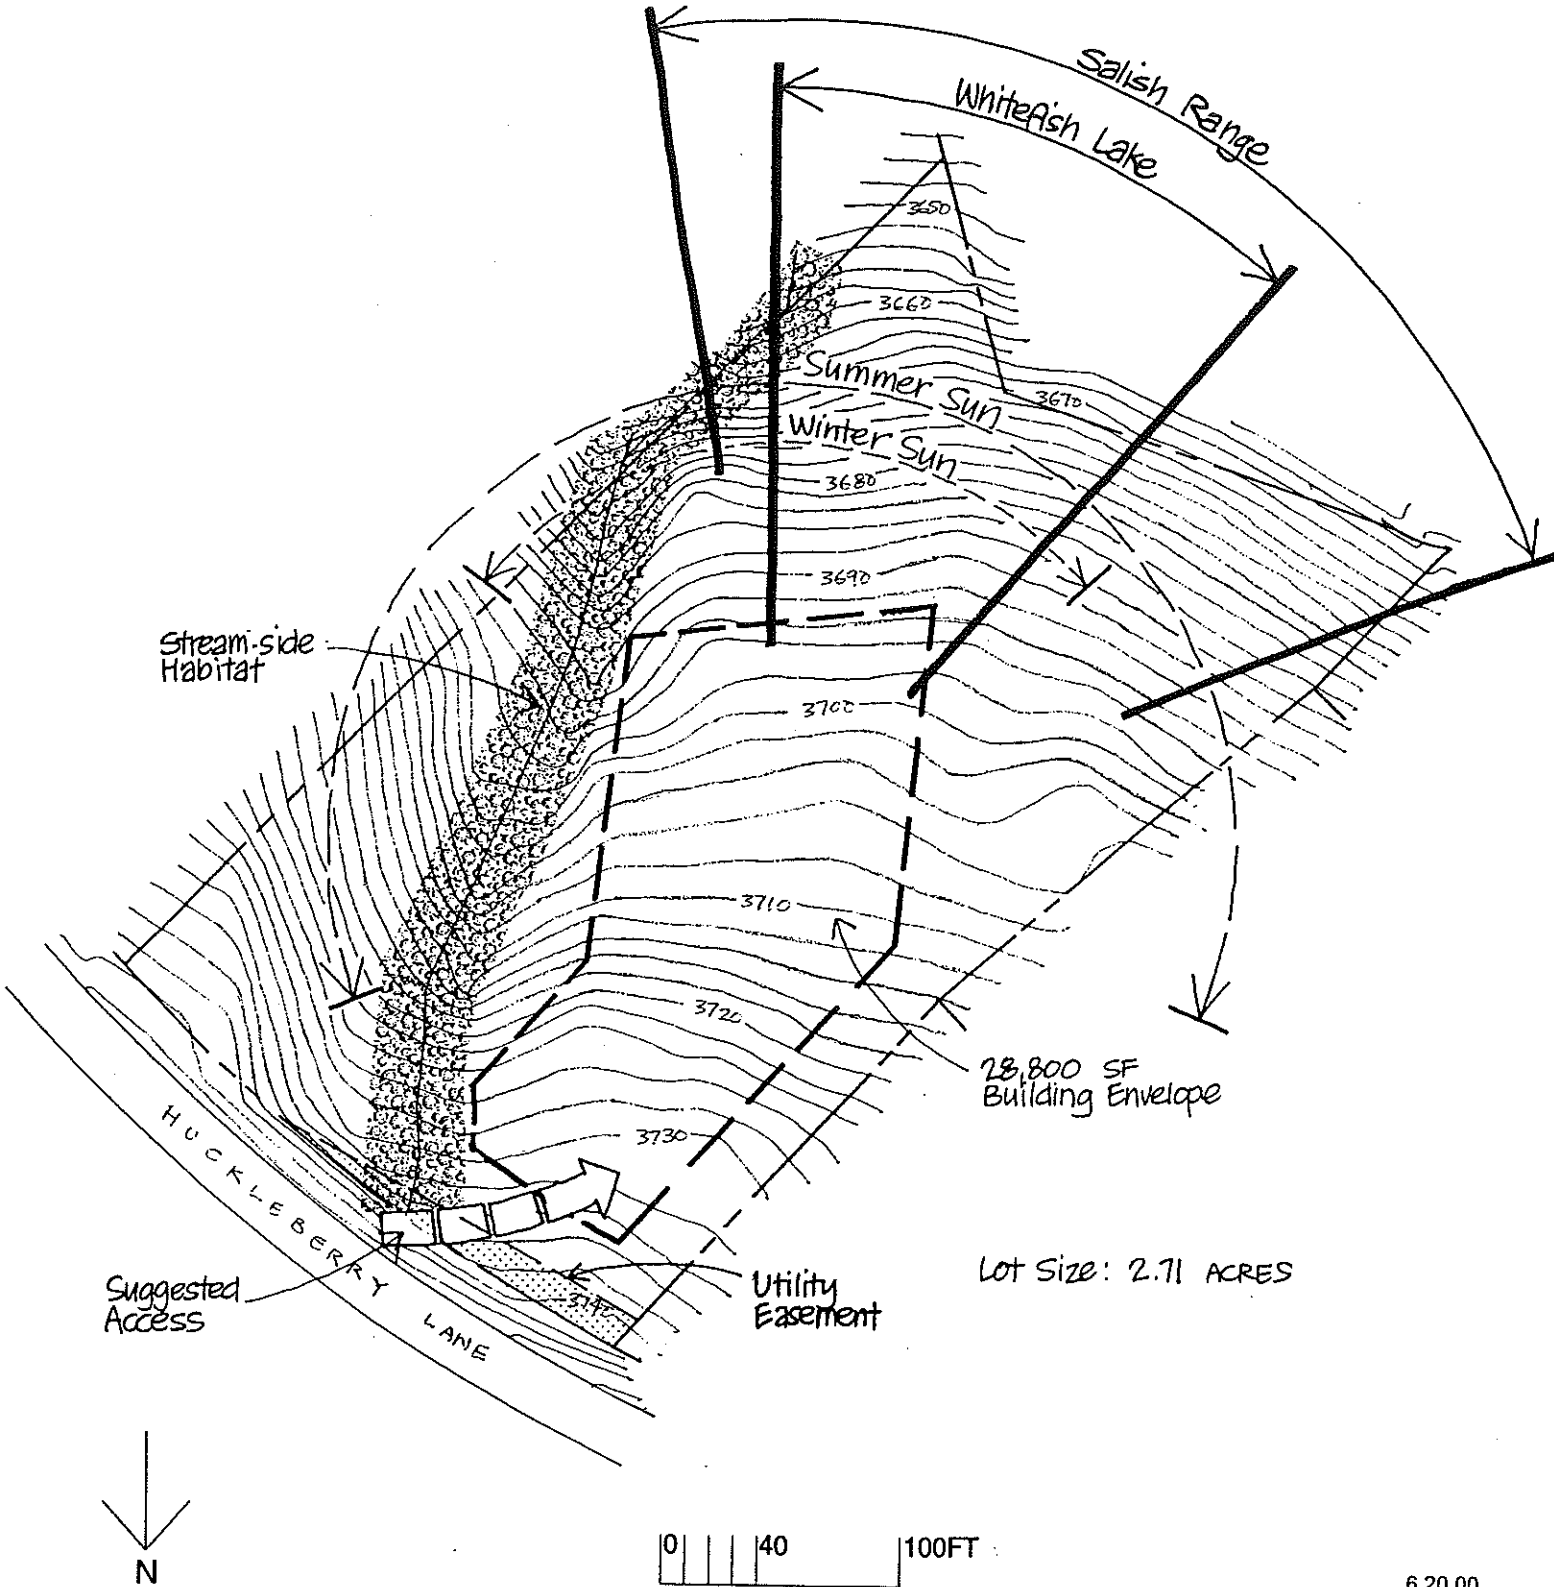 Salish Range
Whitefish Lake
3650
3660
Summer Sun
3670
Winter Sun
3680
3690
Stream-side
Habitat
3700
3710
3720
28,800 SF
Building Envelope
3730
HUCKLEBERRY LANE
Suggested
Access
3740
Utility
Easement
Lot Size: 2.71 ACRES
N
0 40 100FT
6.20.00